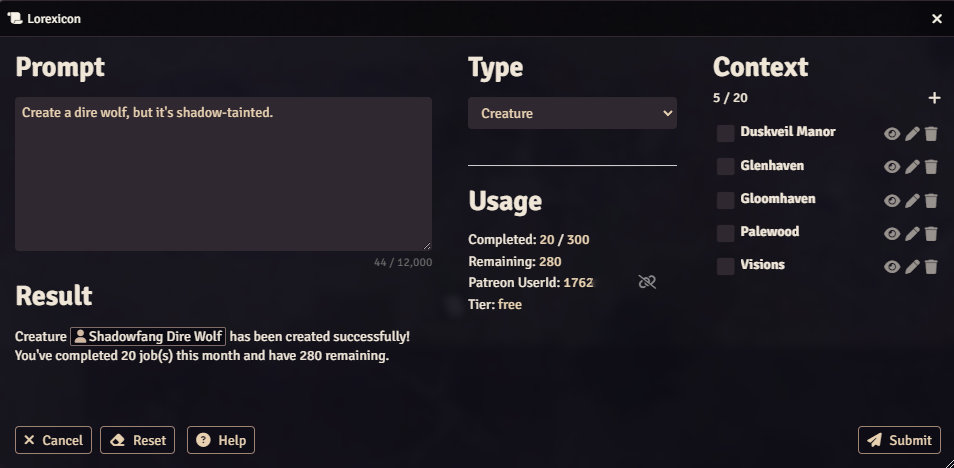 Lorexicon
Prompt
Create a dire wolf, but it's shadow-tainted.
44 / 12,000
Result
Creature Shadowfang Dire Wolf has been created successfully!
You've completed 20 job(s) this month and have 280 remaining.
Type
Creature
Usage
Completed: 20 / 300
Remaining: 280
Patreon UserId: 1762
Tier: free
Context
5 / 20
Duskveil Manor
Glenhaven
Gloomhaven
Palewood
Visions
Cancel
Reset
Help
Submit